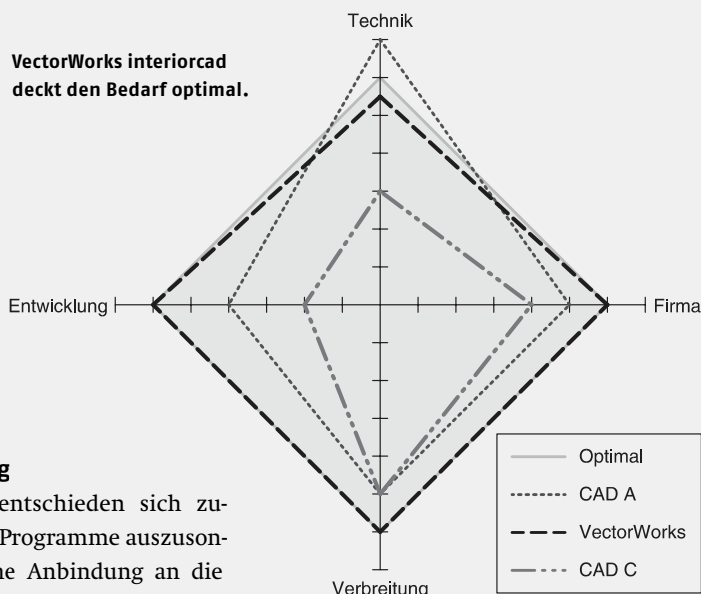 Technik
VectorWorks interiorcad
deckt den Bedarf optimal.
Entwicklung
Firma
entschieden sich zu-
Programme auszuson-
Anbindung an die
Verbreitung
Optimal
CAD A
VectorWorks
CAD C